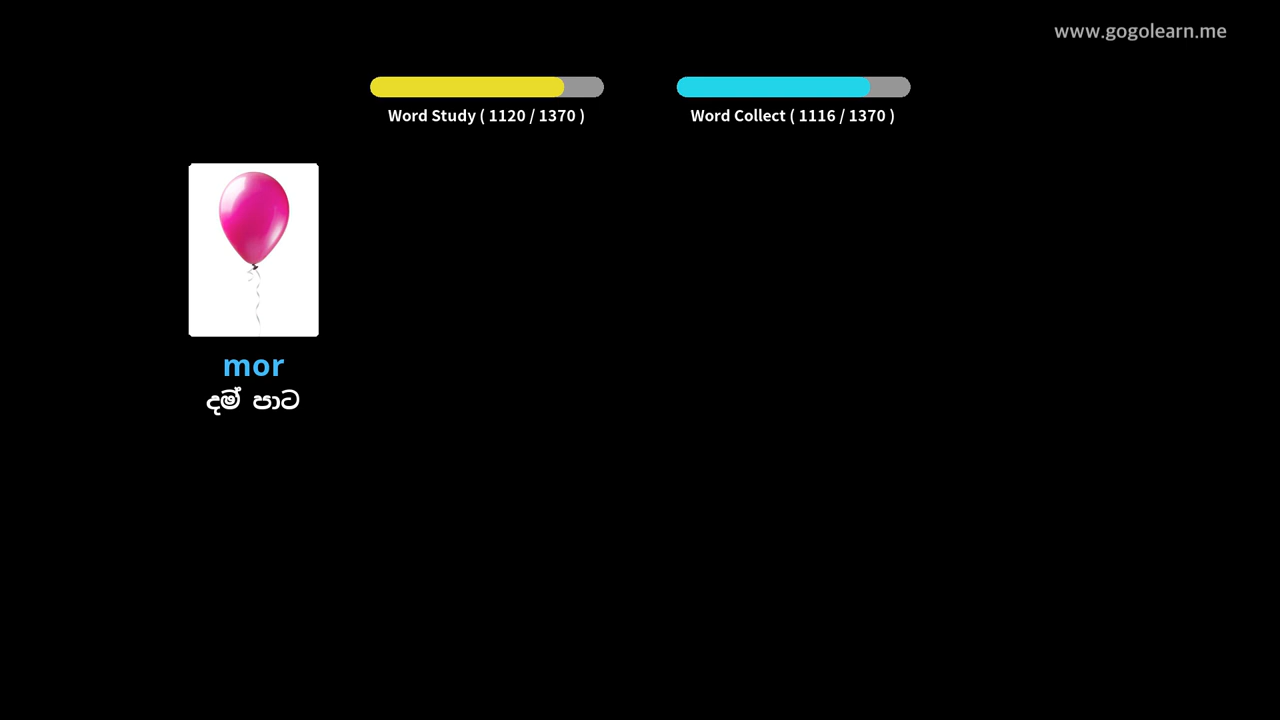 www.gogolearn.me
Word Study ( 1120 / 1370 )
Word Collect ( 1116 / 1370 )
mor
දම් පාට